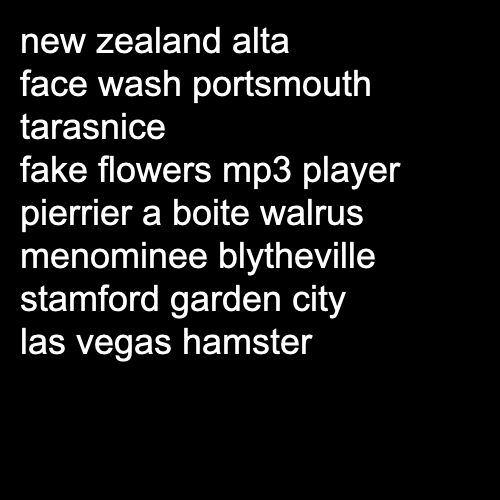 new zealand alta
face wash portsmouth
tarasnice
fake flowers mp3 player
pierrier a boite walrus
menominee blytheville
stamford garden city
las vegas hamster